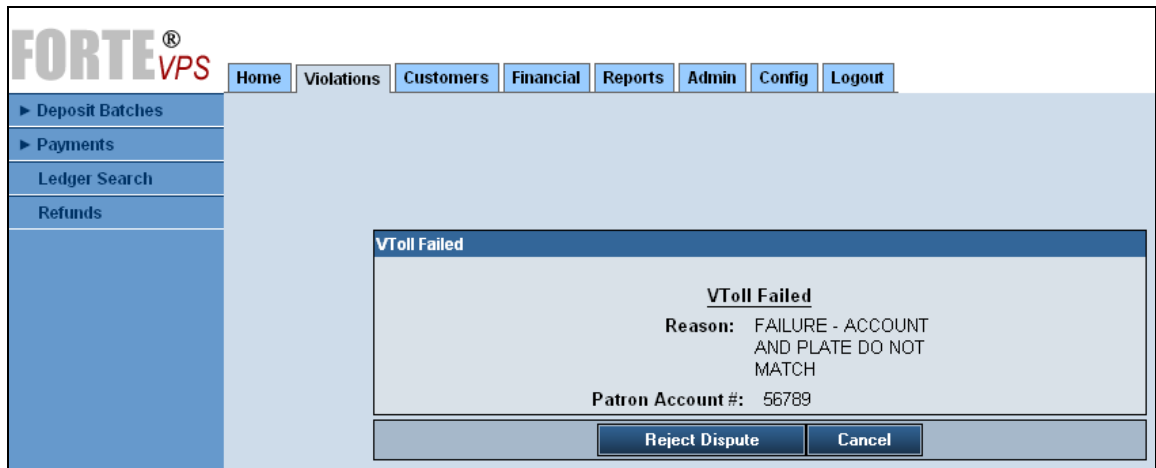 FORTE® VPS
Home Violations Customers Financial Reports Admin Config Logout
► Deposit Batches
► Payments
Ledger Search
Refunds
VToll Failed
VToll Failed
Reason: FAILURE - ACCOUNT
AND PLATE DO NOT
MATCH
Patron Account #: 56789
Reject Dispute Cancel